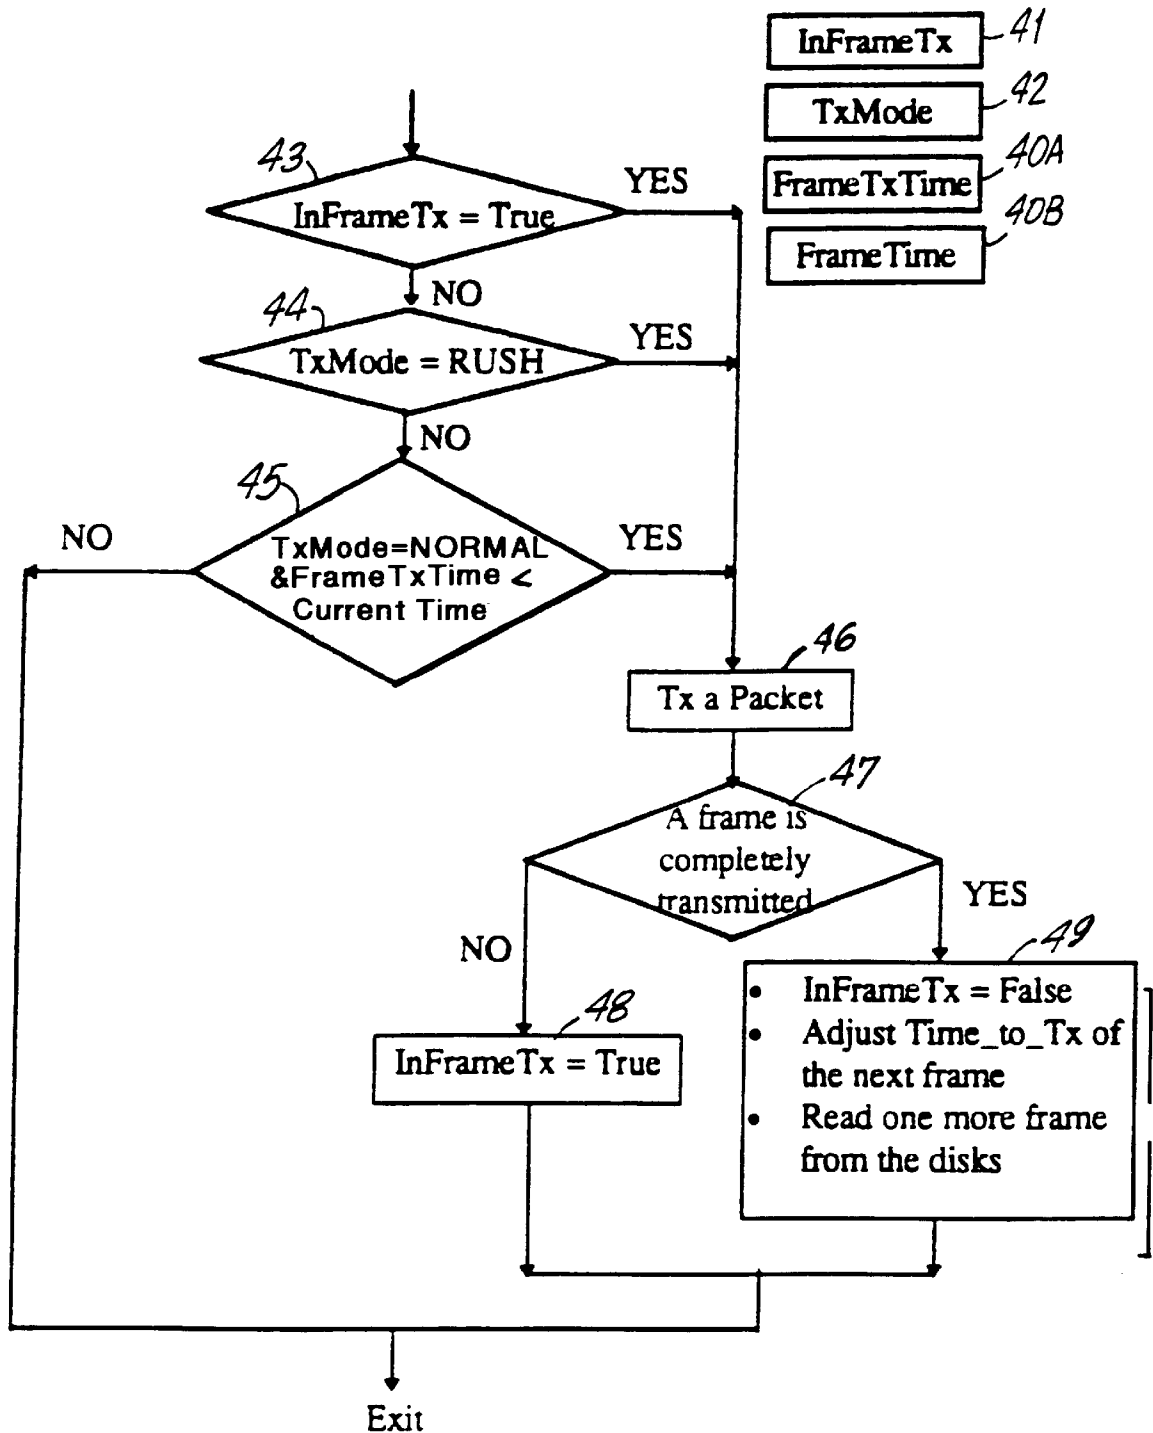 InFrameTx
41
TxMode
42
FrameTxTime
40A
FrameTime
40B
43
InFrameTx = True
YES
NO
44
TxMode = RUSH
YES
NO
45
TxMode=NORMAL
&FrameTxTime <
Current Time
NO
YES
46
Tx a Packet
47
A frame is
completely
transmitted
NO
YES
48
InFrameTx = True
49
• InFrameTx = False
• Adjust Time_to_Tx of
the next frame
• Read one more frame
from the disks
Exit